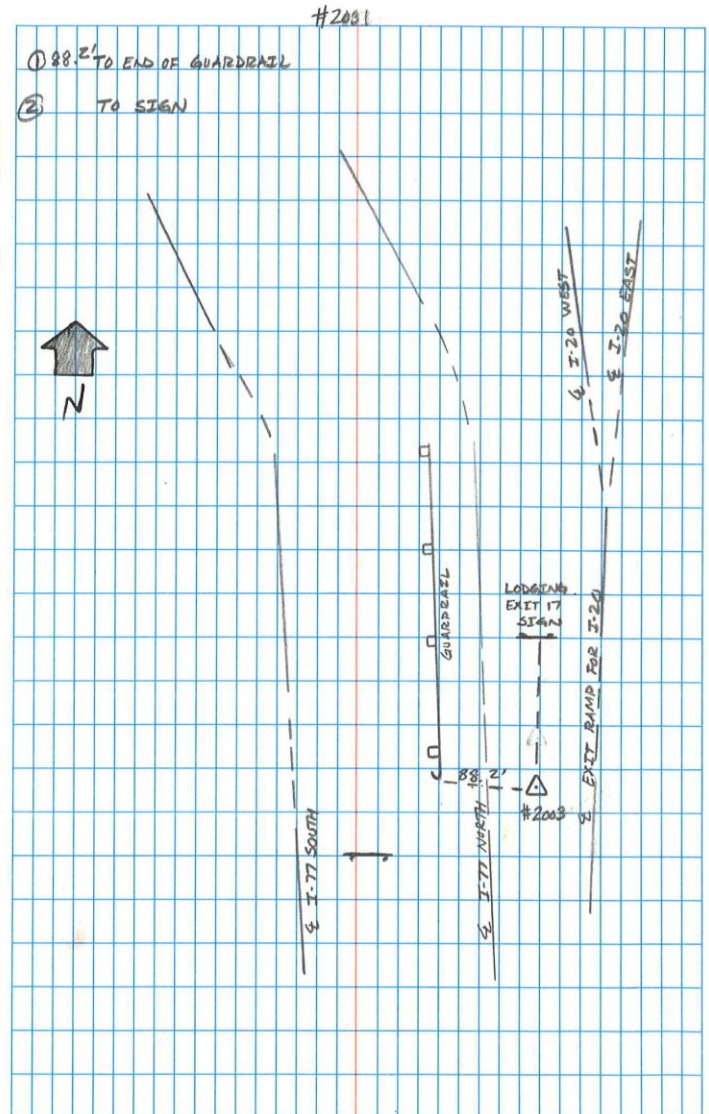 #2031
① 88.2' TO END OF GUARDRAIL
② TO SIGN
N
℄ I-20 WEST
℄ I-20 EAST
LODGING
EXIT 17
SIGN
GUARDRAIL
℄ EXIT RAMP FOR I-20
88.2'
#2003
℄ I-77 SOUTH
℄ I-77 NORTH